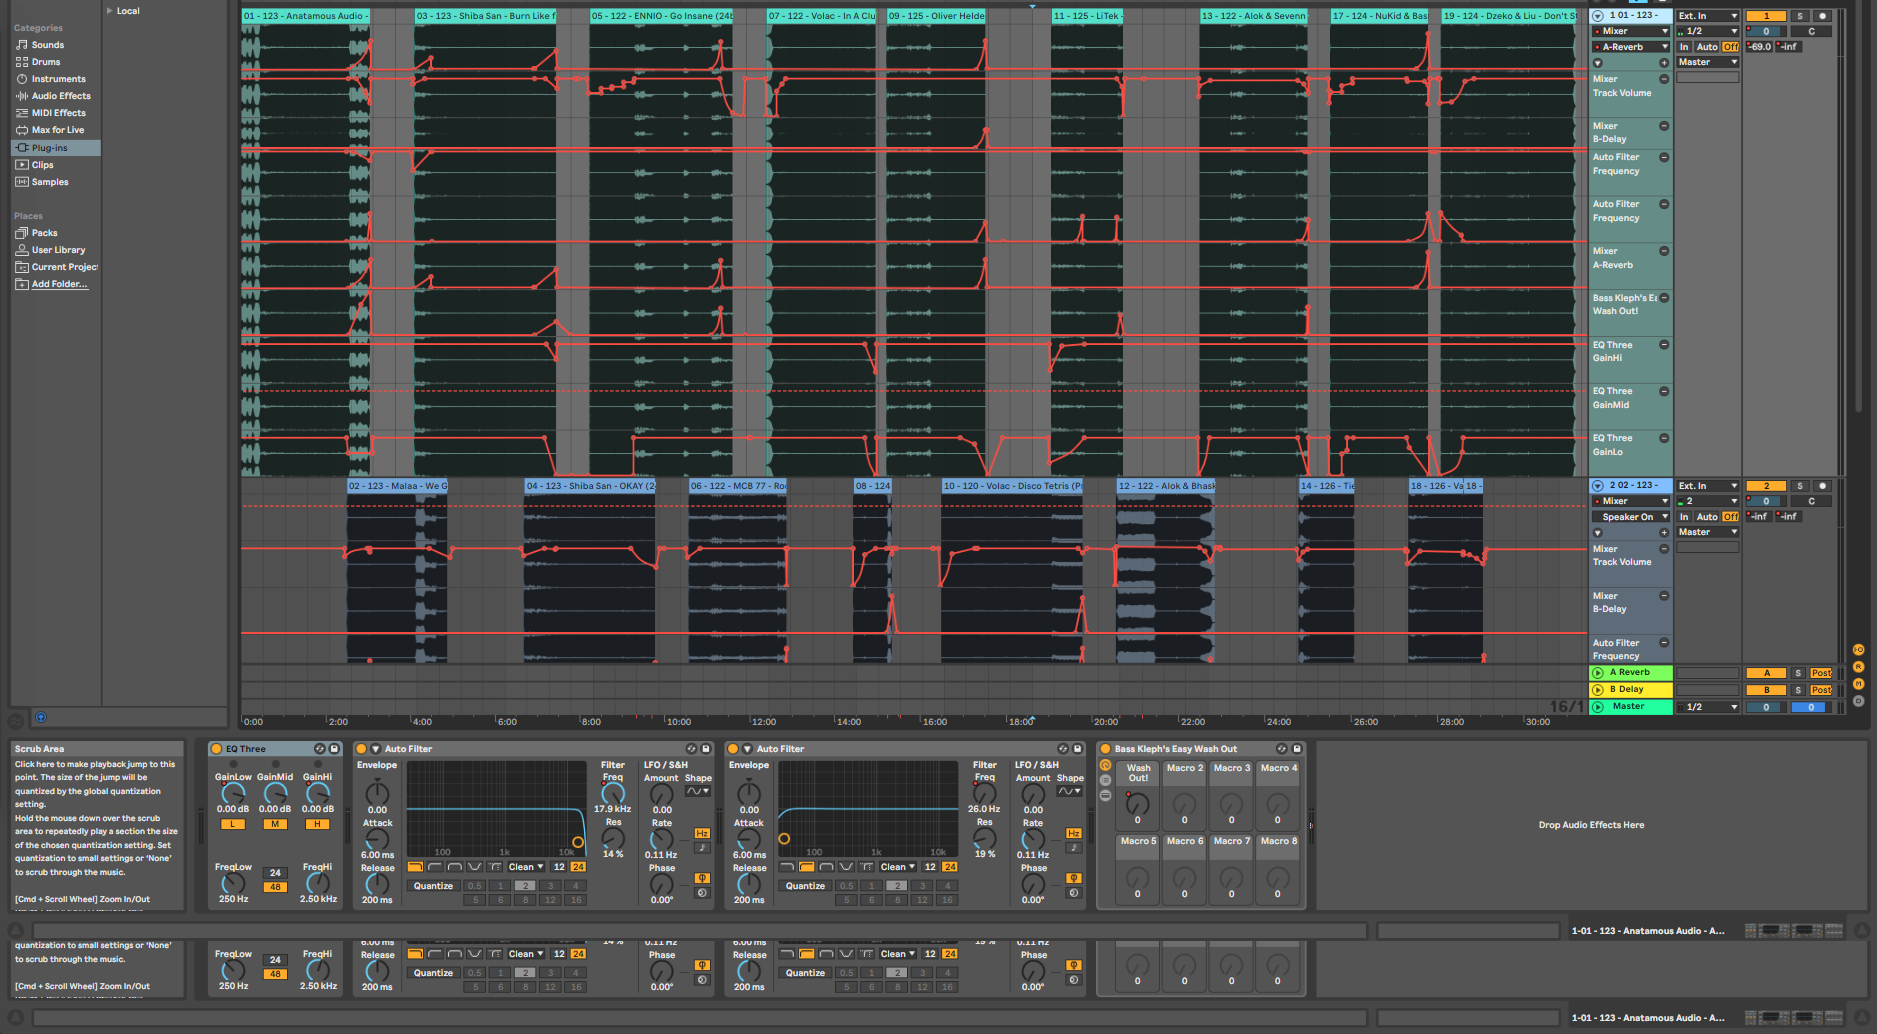 Local
Categories
Sounds
Drums
Instruments
Audio Effects
MIDI Effects
Max for Live
Plug-ins
Clips
Samples
Places
Packs
User Library
Current Projec
Add Folder...
01 - 123 - Anatamous Audio -
03 - 123 - Shiba San - Burn Like f
05 - 122 - ENNIO - Go Insane (24b
07 - 122 - Volac - In A Clu
09 - 125 - Oliver Helde
11 - 125 - LiTek -
13 - 122 - Alok & Sevenn
17 - 124 - NuKid & Bas
19 - 124 - Dzeko & Liu - Don't S
1 01 - 123 -
Ext. In
1
S
Mixer
1/2
0
C
A-Reverb
In Auto Off
-69.0 -inf
Master
Mixer
Track Volume
Mixer
B-Delay
Auto Filter
Frequency
Auto Filter
Frequency
Mixer
A-Reverb
Bass Kleph's Ea
Wash Out!
EQ Three
GainHi
EQ Three
GainMid
EQ Three
GainLo
02 - 123 - Malaa - We G
04 - 123 - Shiba San - OKAY (2
06 - 122 - MCB 77 - Ro
08 - 124
10 - 120 - Volac - Disco Tetris (P
12 - 122 - Alok & Bhask
14 - 126 - Tie
18 - 126 - Va
18 -
2 02 - 123 -
Ext. In
2
S
Mixer
2
0
C
Speaker On
In Auto Off
-inf -inf
Master
Mixer
Track Volume
Mixer
B-Delay
Auto Filter
Frequency
A Reverb
A S Post
B Delay
B S Post
16/1
Master
1/2
0 0
0:00 2:00 4:00 6:00 8:00 10:00 12:00 14:00 16:00 18:00 20:00 22:00 24:00 26:00 28:00 30:00
Scrub Area
Click here to make playback jump to this
point. The size of the jump will be
quantized by the global quantization
setting.
Hold the mouse down over the scrub
area to repeatedly play a section the size
of the chosen quantization setting. Set
quantization to small settings or 'None'
to scrub through the music.
[Cmd + Scroll Wheel] Zoom In/Out
EQ Three
GainLow GainMid GainHi
0.00 dB 0.00 dB 0.00 dB
L M H
FreqLow 24 FreqHi
48
250 Hz 2.50 kHz
Auto Filter
Envelope
0.00
Attack
6.00 ms
Release
200 ms
100 1k 10k
Clean 12 24
Quantize 0.5 1 2 3 4
5 6 8 12 16
Filter
Freq
17.9 kHz
Res
14 %
LFO / S&H
Amount Shape
0.00
Rate Hz
0.11 Hz
Phase
0.00°
Auto Filter
Envelope
0.00
Attack
6.00 ms
Release
200 ms
100 1k 10k
Clean 12 24
Quantize 0.5 1 2 3 4
5 6 8 12 16
Filter
Freq
26.0 Hz
Res
19 %
LFO / S&H
Amount Shape
0.00
Rate Hz
0.11 Hz
Phase
0.00°
Bass Kleph's Easy Wash Out
Wash Out! Macro 2 Macro 3 Macro 4
0 0 0 0
Macro 5 Macro 6 Macro 7 Macro 8
0 0 0 0
Drop Audio Effects Here
1-01 - 123 - Anatamous Audio - A...
quantization to small settings or 'None'
to scrub through the music.
[Cmd + Scroll Wheel] Zoom In/Out
FreqLow 24 FreqHi
48
250 Hz 2.50 kHz
6.00 ms
Release
200 ms
Clean 12 24
Quantize 0.5 1 2 3 4
5 6 8 12 16
14 %
0.11 Hz
Phase
0.00°
6.00 ms
Release
200 ms
Clean 12 24
Quantize 0.5 1 2 3 4
5 6 8 12 16
19 %
0.11 Hz
Phase
0.00°
0 0 0 0
1-01 - 123 - Anatamous Audio - A...